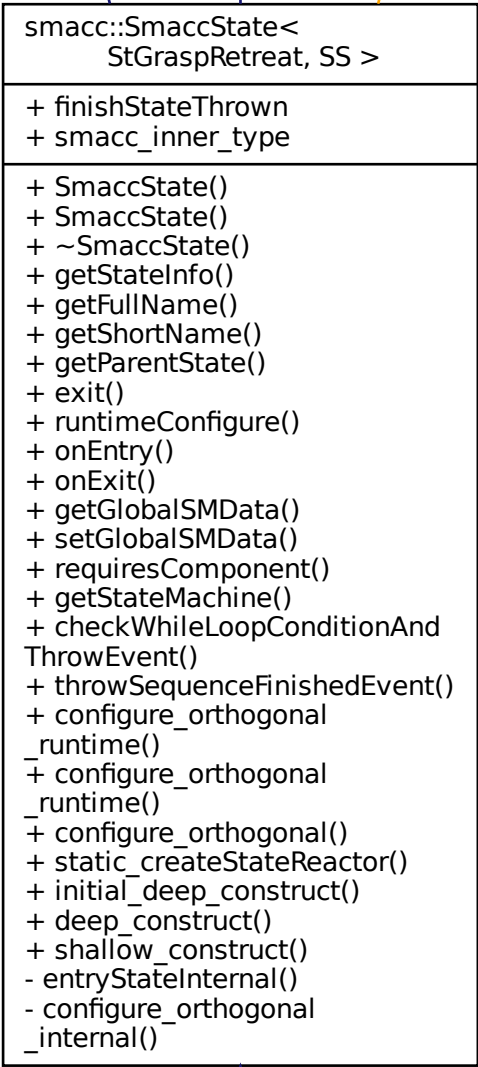 smacc::SmaccState<
StGraspRetreat, SS >
+ finishStateThrown
+ smacc_inner_type
+ SmaccState()
+ SmaccState()
+ ~SmaccState()
+ getStateInfo()
+ getFullName()
+ getShortName()
+ getParentState()
+ exit()
+ runtimeConfigure()
+ onEntry()
+ onExit()
+ getGlobalSMData()
+ setGlobalSMData()
+ requiresComponent()
+ getStateMachine()
+ checkWhileLoopConditionAnd
ThrowEvent()
+ throwSequenceFinishedEvent()
+ configure_orthogonal
_runtime()
+ configure_orthogonal
_runtime()
+ configure_orthogonal()
+ static_createStateReactor()
+ initial_deep_construct()
+ deep_construct()
+ shallow_construct()
- entryStateInternal()
- configure_orthogonal
_internal()